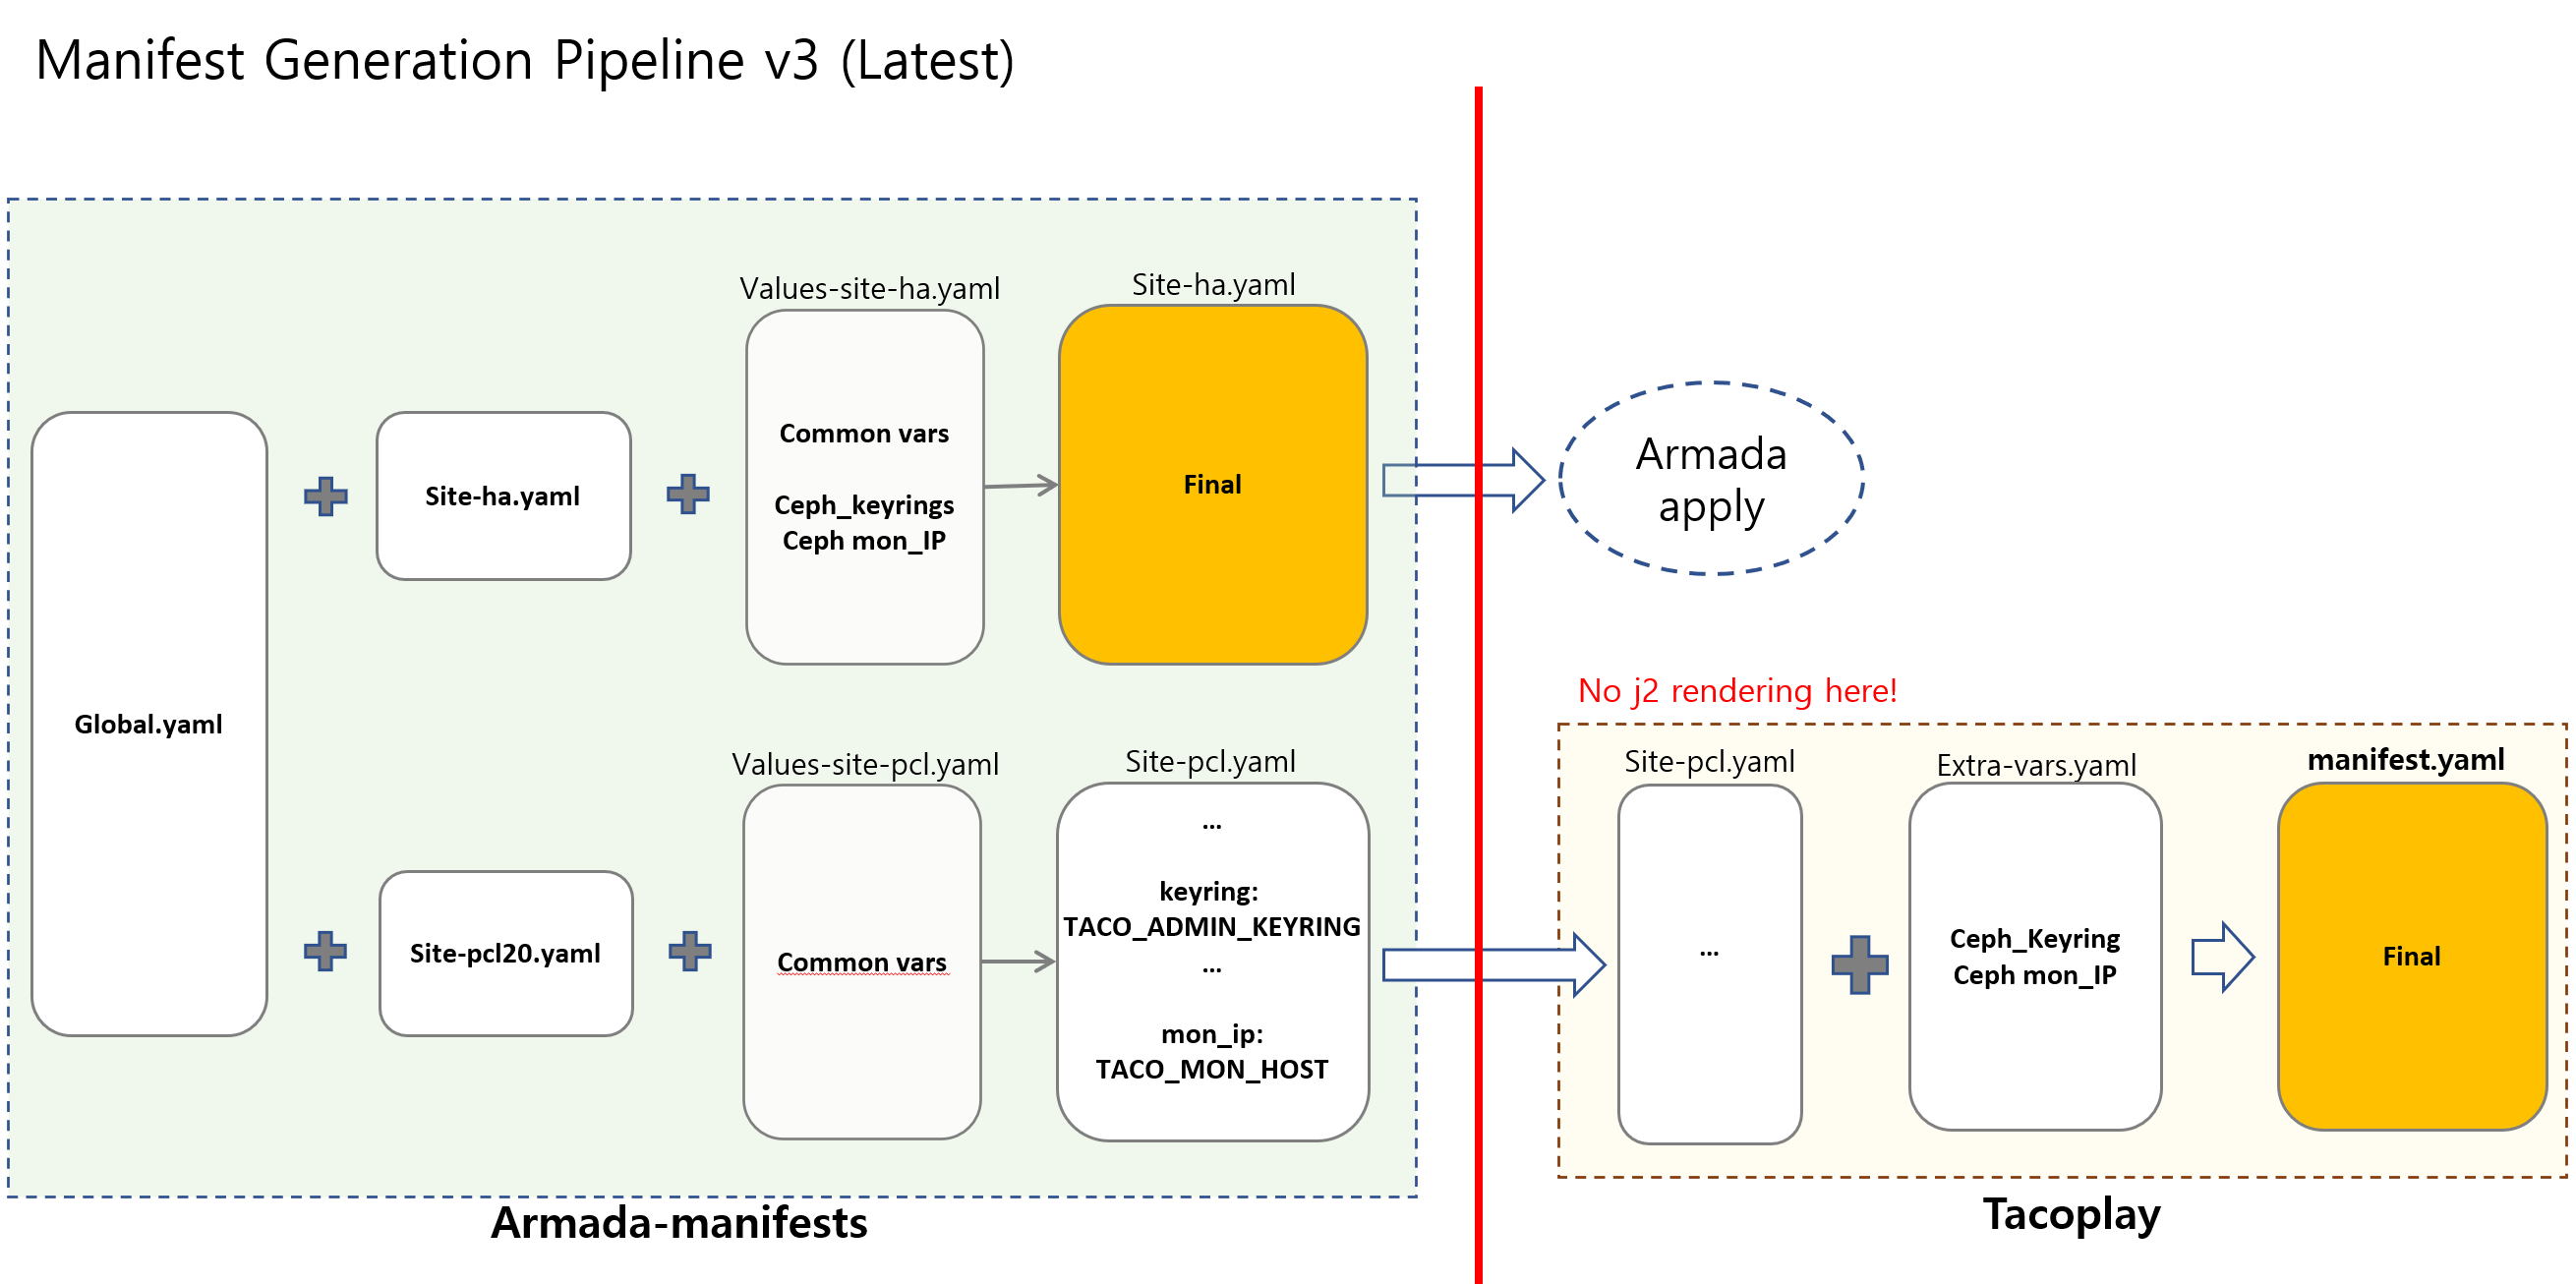 Manifest Generation Pipeline v3 (Latest)
Values-site-ha.yaml
Site-ha.yaml
Global.yaml
Site-ha.yaml
Common vars
Ceph_keyrings
Ceph mon_IP
Final
Armada
apply
Values-site-pcl.yaml
Site-pcl.yaml
Site-pcl20.yaml
Common vars
...
keyring:
TACO_ADMIN_KEYRING
...
mon_ip:
TACO_MON_HOST
Armada-manifests
No j2 rendering here!
Site-pcl.yaml
Extra-vars.yaml
manifest.yaml
...
Ceph_Keyring
Ceph mon_IP
Final
Tacoplay